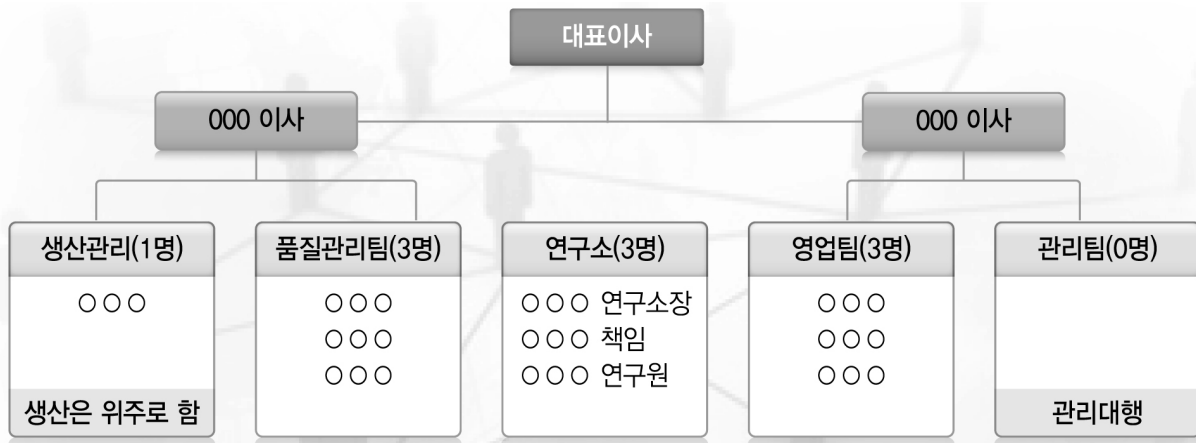 대표이사
000 이사
000 이사
생산관리(1명)
○○○
생산은 위주로 함
품질관리팀(3명)
○○○
○○○
○○○
연구소(3명)
○○○ 연구소장
○○○ 책임
○○○ 연구원
영업팀(3명)
○○○
○○○
○○○
관리팀(0명)
관리대행